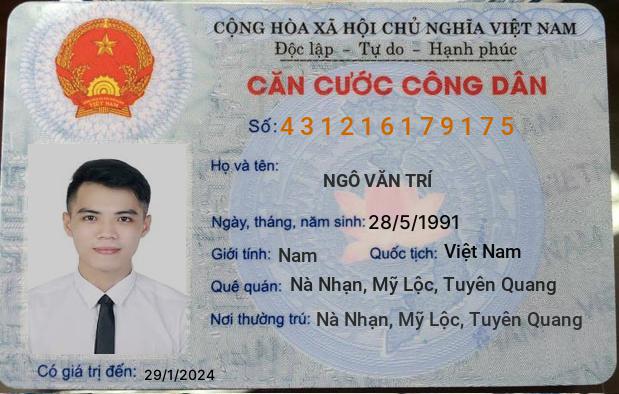 CỘNG HÒA XÃ HỘI CHỦ NGHĨA VIỆT NAM
Độc lập - Tự do - Hạnh phúc
CĂN CƯỚC CÔNG DÂN
Số: 431216179175
Họ và tên:
NGÔ VĂN TRÍ
Ngày, tháng, năm sinh: 28/5/1991
Giới tính: Nam Quốc tịch: Việt Nam
Quê quán: Nà Nhạn, Mỹ Lộc, Tuyên Quang
Nơi thường trú: Nà Nhạn, Mỹ Lộc, Tuyên Quang
Có giá trị đến: 29/1/2024